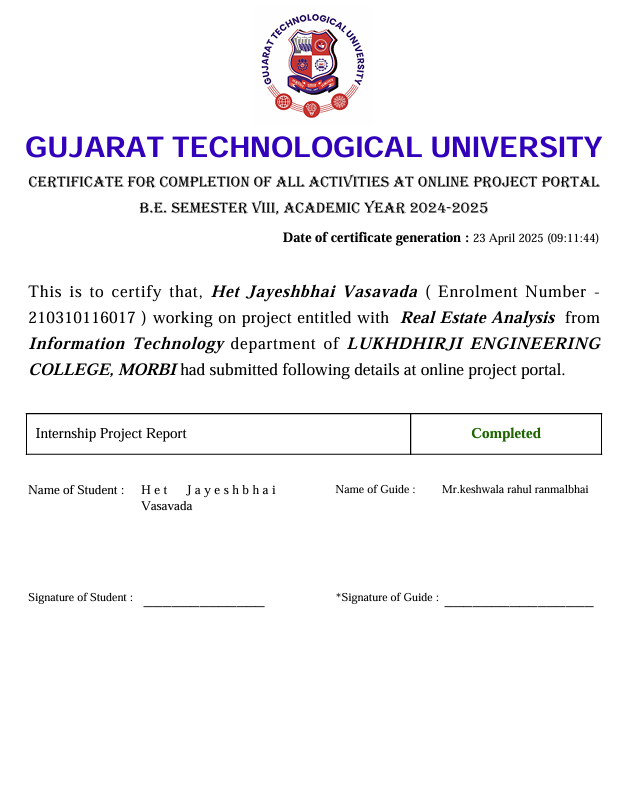 GUJARAT TECHNOLOGICAL UNIVERSITY
GUJARAT TECHNOLOGICAL UNIVERSITY
CERTIFICATE FOR COMPLETION OF ALL ACTIVITIES AT ONLINE PROJECT PORTAL
B.E. SEMESTER VIII, ACADEMIC YEAR 2024-2025
Date of certificate generation : 23 April 2025 (09:11:44)
This is to certify that, Het Jayeshbhai Vasavada ( Enrolment Number -
210310116017 ) working on project entitled with Real Estate Analysis from
Information Technology department of LUKHDHIRJI ENGINEERING
COLLEGE, MORBI had submitted following details at online project portal.
Internship Project Report Completed
Name of Student : Het Jayeshbhai Name of Guide : Mr.keshwala rahul ranmalbhai
Vasavada
Signature of Student : *Signature of Guide :